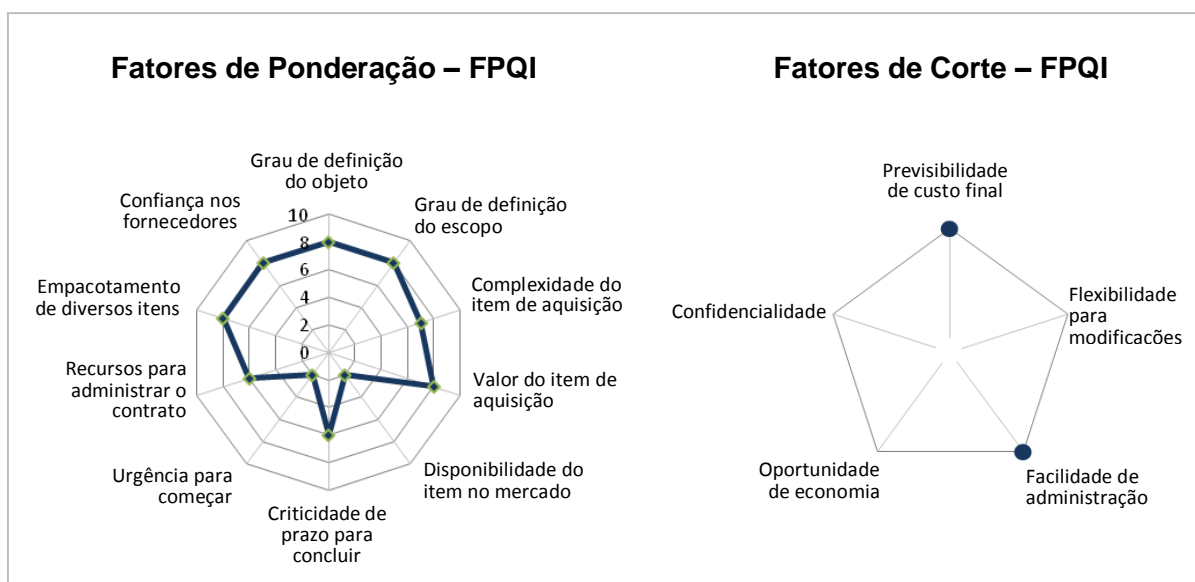 Fatores de Ponderação – FPQI
Grau de definição
do objeto
Grau de definição
do escopo
Complexidade do
item de aquisição
Valor do item de
aquisição
Disponibilidade do
item no mercado
Criticidade de
prazo para
concluir
Urgência para
começar
Recursos para
administrar o
contrato
Empacotamento
de diversos itens
Confiança nos
fornecedores
10
8
6
4
2
0
Fatores de Corte – FPQI
Previsibilidade
de custo final
Flexibilidade
para
modificacões
Facilidade de
administração
Oportunidade
de economia
Confidencialidade